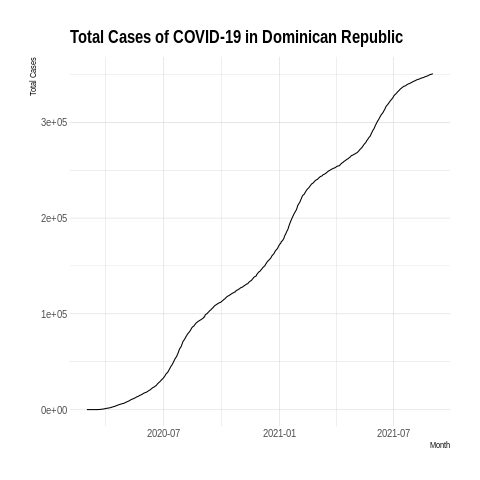 Total Cases of COVID-19 in Dominican Republic
Total Cases
3e+05
2e+05
1e+05
0e+00
2020-07
2021-01
2021-07
Month